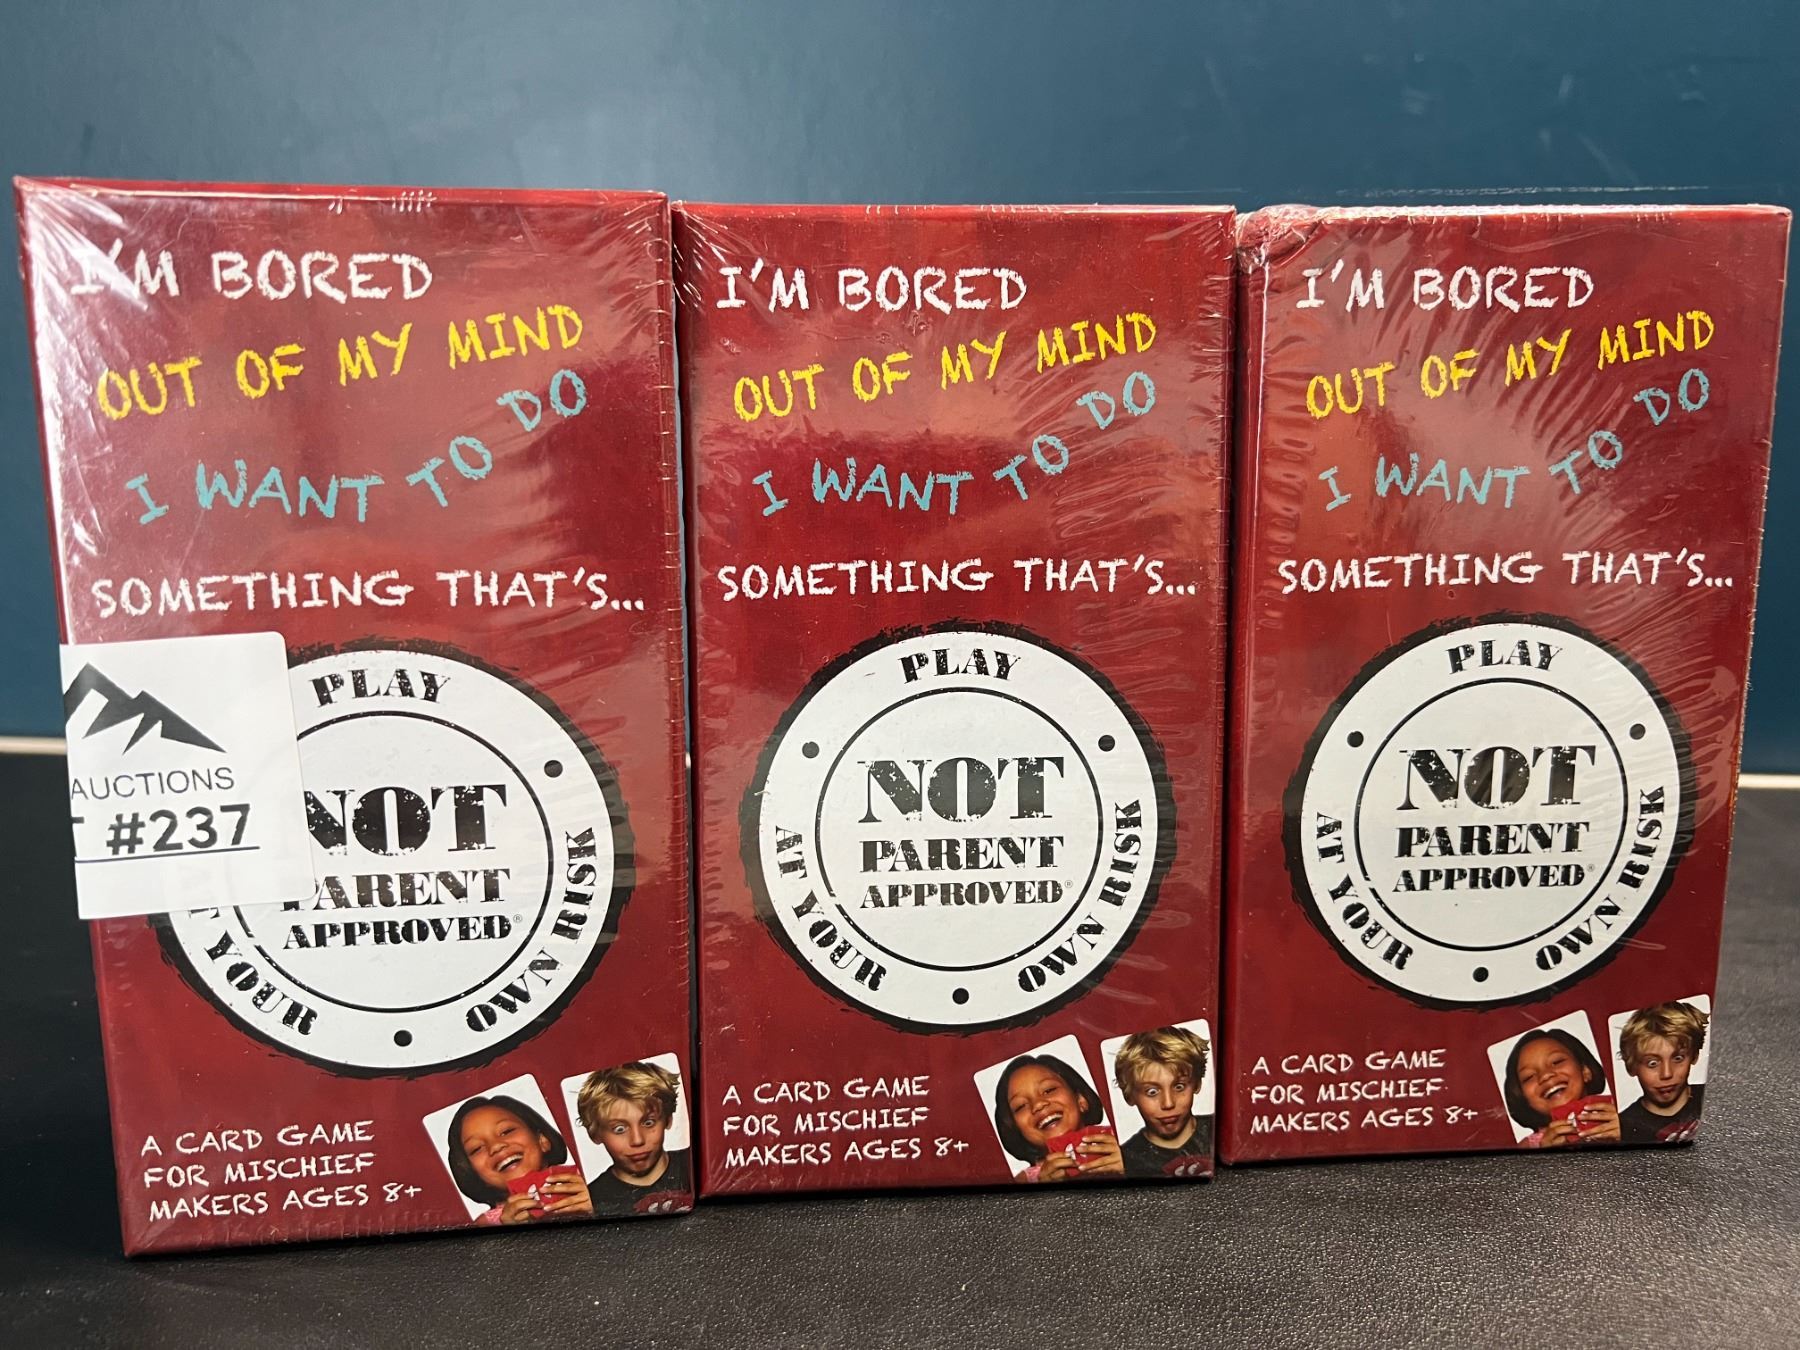 I'M BORED
OUT OF MY MIND
I WANT TO DO
SOMETHING THAT'S...
AUCTIONS
#237
PLAY
AT YOUR
OWN RISK
NOT
PARENT
APPROVED®
A CARD GAME
FOR MISCHIEF
MAKERS AGES 8+
I'M BORED
OUT OF MY MIND
I WANT TO DO
SOMETHING THAT'S...
PLAY
AT YOUR
OWN RISK
NOT
PARENT
APPROVED®
A CARD GAME
FOR MISCHIEF
MAKERS AGES 8+
I'M BORED
OUT OF MY MIND
I WANT TO DO
SOMETHING THAT'S...
PLAY
AT YOUR
OWN RISK
NOT
PARENT
APPROVED®
A CARD GAME
FOR MISCHIEF
MAKERS AGES 8+